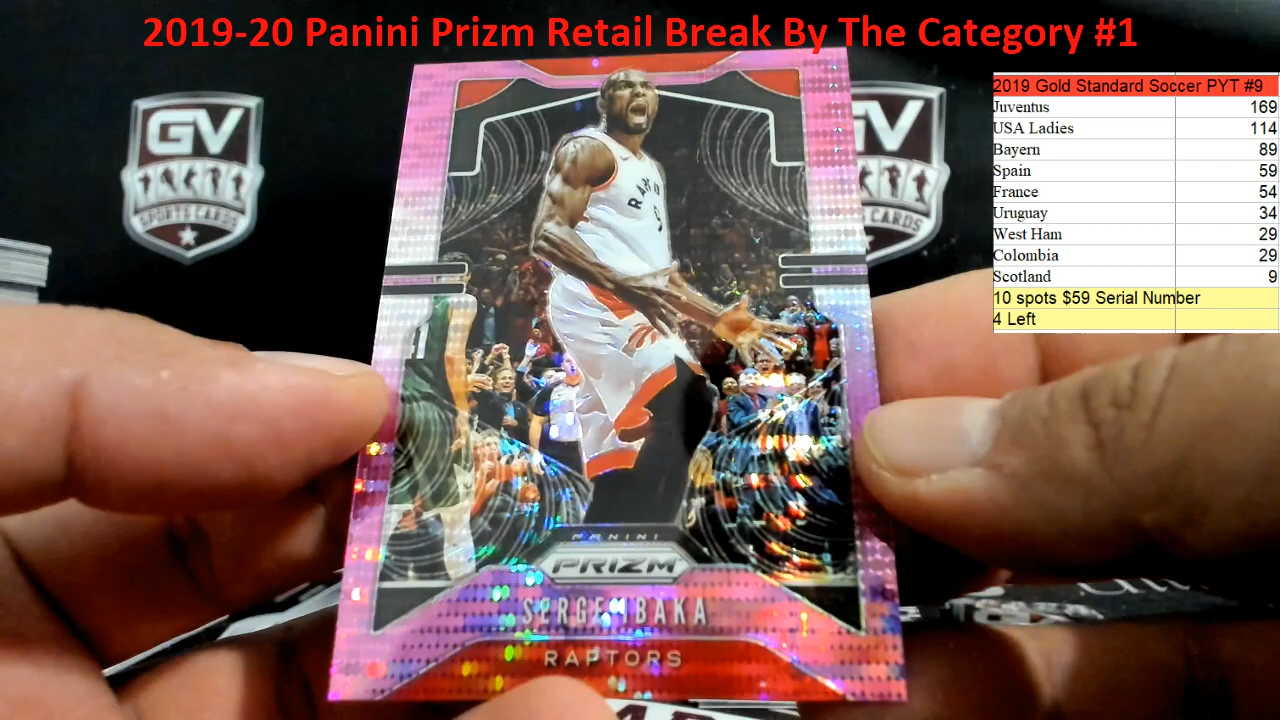 2019-20 Panini Prizm Retail Break By The Category #1
2019 Gold Standard Soccer PYT #9
Juventus 169
USA Ladies 114
Bayern 89
Spain 59
France 54
Uruguay 34
West Ham 29
Colombia 29
Scotland 9
10 spots $59 Serial Number
4 Left
GV
SPORTS CARDS
V
CARDS
RAP
PANINI
PRIZM
SERGE IBAKA
RAPTORS